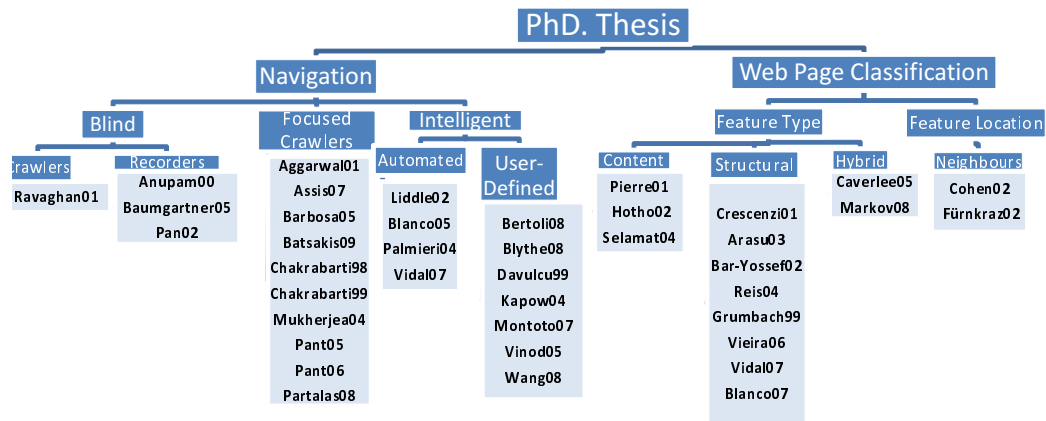 PhD. Thesis
Navigation
Web Page Classification
Blind
Focused
Crawlers
Intelligent
Feature Type
Feature Location
Crawlers
Recorders
Automated
User-
Defined
Content
Structural
Hybrid
Neighbours
Ravaghan01
Anupam00
Baumgartner05
Pan02
Aggarwal01
Assis07
Barbosa05
Batsakis09
Chakrabarti98
Chakrabarti99
Mukherjea04
Pant05
Pant06
Partalas08
Liddle02
Blanco05
Palmieri04
Vidal07
Bertoli08
Blythe08
Davulcu99
Kapow04
Montoto07
Vinod05
Wang08
Pierre01
Hotho02
Selamat04
Crescenzi01
Arasu03
Bar-Yossef02
Reis04
Grumbach99
Vieira06
Vidal07
Blanco07
Caverlee05
Markov08
Cohen02
Fürnkraz02